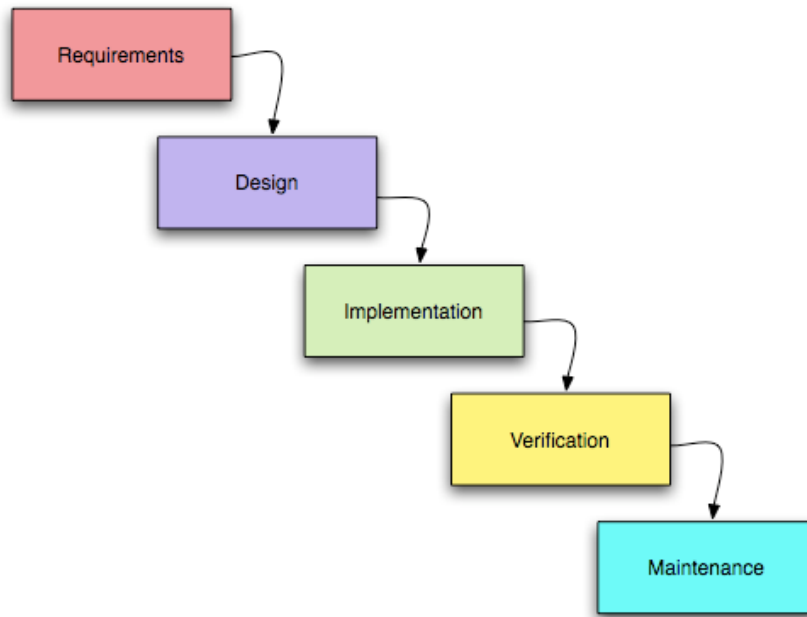 Requirements
Design
Implementation
Verification
Maintenance